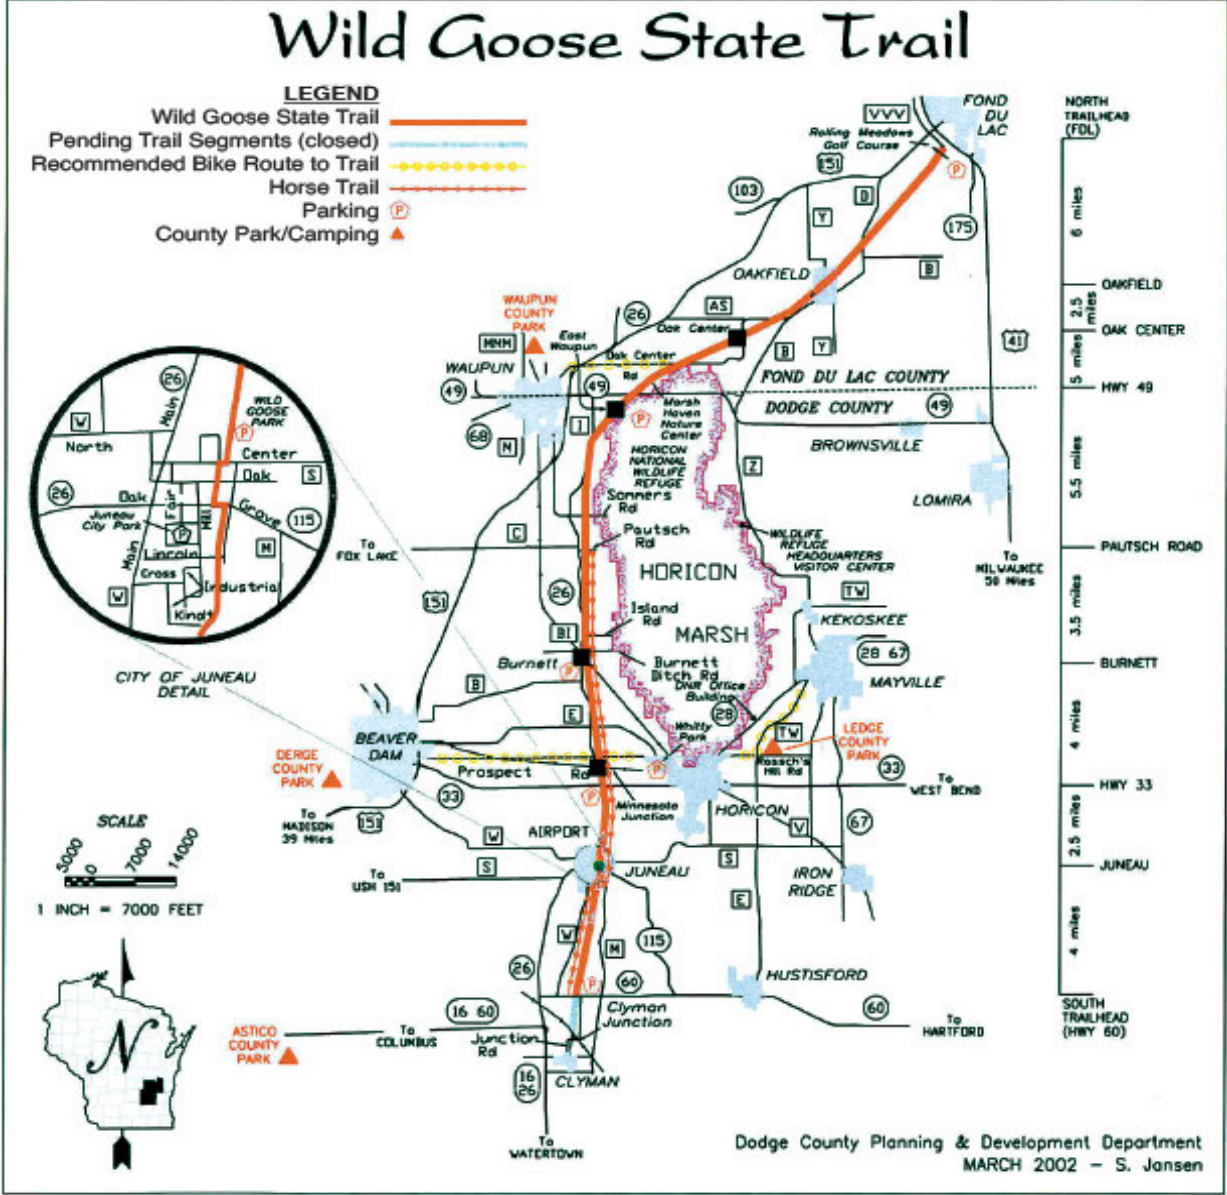 Wild Goose State Trail
LEGEND
Wild Goose State Trail
Pending Trail Segments (closed)
Recommended Bike Route to Trail
Horse Trail
Parking P
County Park/Camping
VVV
FOND
DU
LAC
Rolling Meadows
Golf Course
P
151
103
D
Y
175
B
OAKFIELD
NORTH
TRAILHEAD
(FDL)
6 miles
OAKFIELD
2.5
miles
OAK CENTER
5 miles
HWY 49
5.5 miles
PAUTSCH ROAD
3.5 miles
BURNETT
4 miles
HWY 33
2.5 miles
JUNEAU
4 miles
SOUTH
TRAILHEAD
(HWY 60)
WAUPUN
COUNTY
PARK
26
AS
Oak Center
MMM
East
Waupun
Oak Center
Rd
B
Y
41
WAUPUN
49
49
FOND DU LAC COUNTY
DODGE COUNTY
49
68
M
I
P
Marsh
Haven
Nature
Center
BROWNSVILLE
HORICON
NATIONAL
WILDLIFE
REFUGE
Z
LOMIRA
Sommers
Rd
C
Pautsch
Rd
WILDLIFE
REFUGE
HEADQUARTERS
VISITOR CENTER
To
MILWAUKEE
50 Miles
To
FOX LAKE
HORICON
MARSH
TW
151
26
Island
Rd
KEKOSKEE
BI
28 67
Burnett
P
Burnett
Ditch Rd
MAYVILLE
B
DNR Office
Building
E
28
Whitty
Park
TW
LEDGE
COUNTY
PARK
BEAVER
DAM
DERGE
COUNTY
PARK
Prospect
Rd
P
Raasch's
Hill Rd
33
To
WEST BEND
33
P
Minnesota
Junction
HORICON
To
MADISON
39 Miles
151
AIRPORT
W
V
67
S
JUNEAU
S
IRON
RIDGE
To
USH 151
E
W
M
115
26
P
60
HUSTISFORD
16 60
Clyman
Junction
60
To
HARTFORD
ASTICO
COUNTY
PARK
To
COLUMBUS
Junction
Rd
16
26
CLYMAN
To
WATERTOWN
26
Main
WILD
GOOSE
PARK
W
P
North
Center
Oak
S
26
Oak
Fair
Mill
Grove
115
Juneau
City Park
P
Main
Lincoln
M
Cross
W
Industrial
Kindt
CITY OF JUNEAU
DETAIL
SCALE
5000
0
7000
14000
1 INCH = 7000 FEET
N
Dodge County Planning & Development Department
MARCH 2002 - S. Jansen